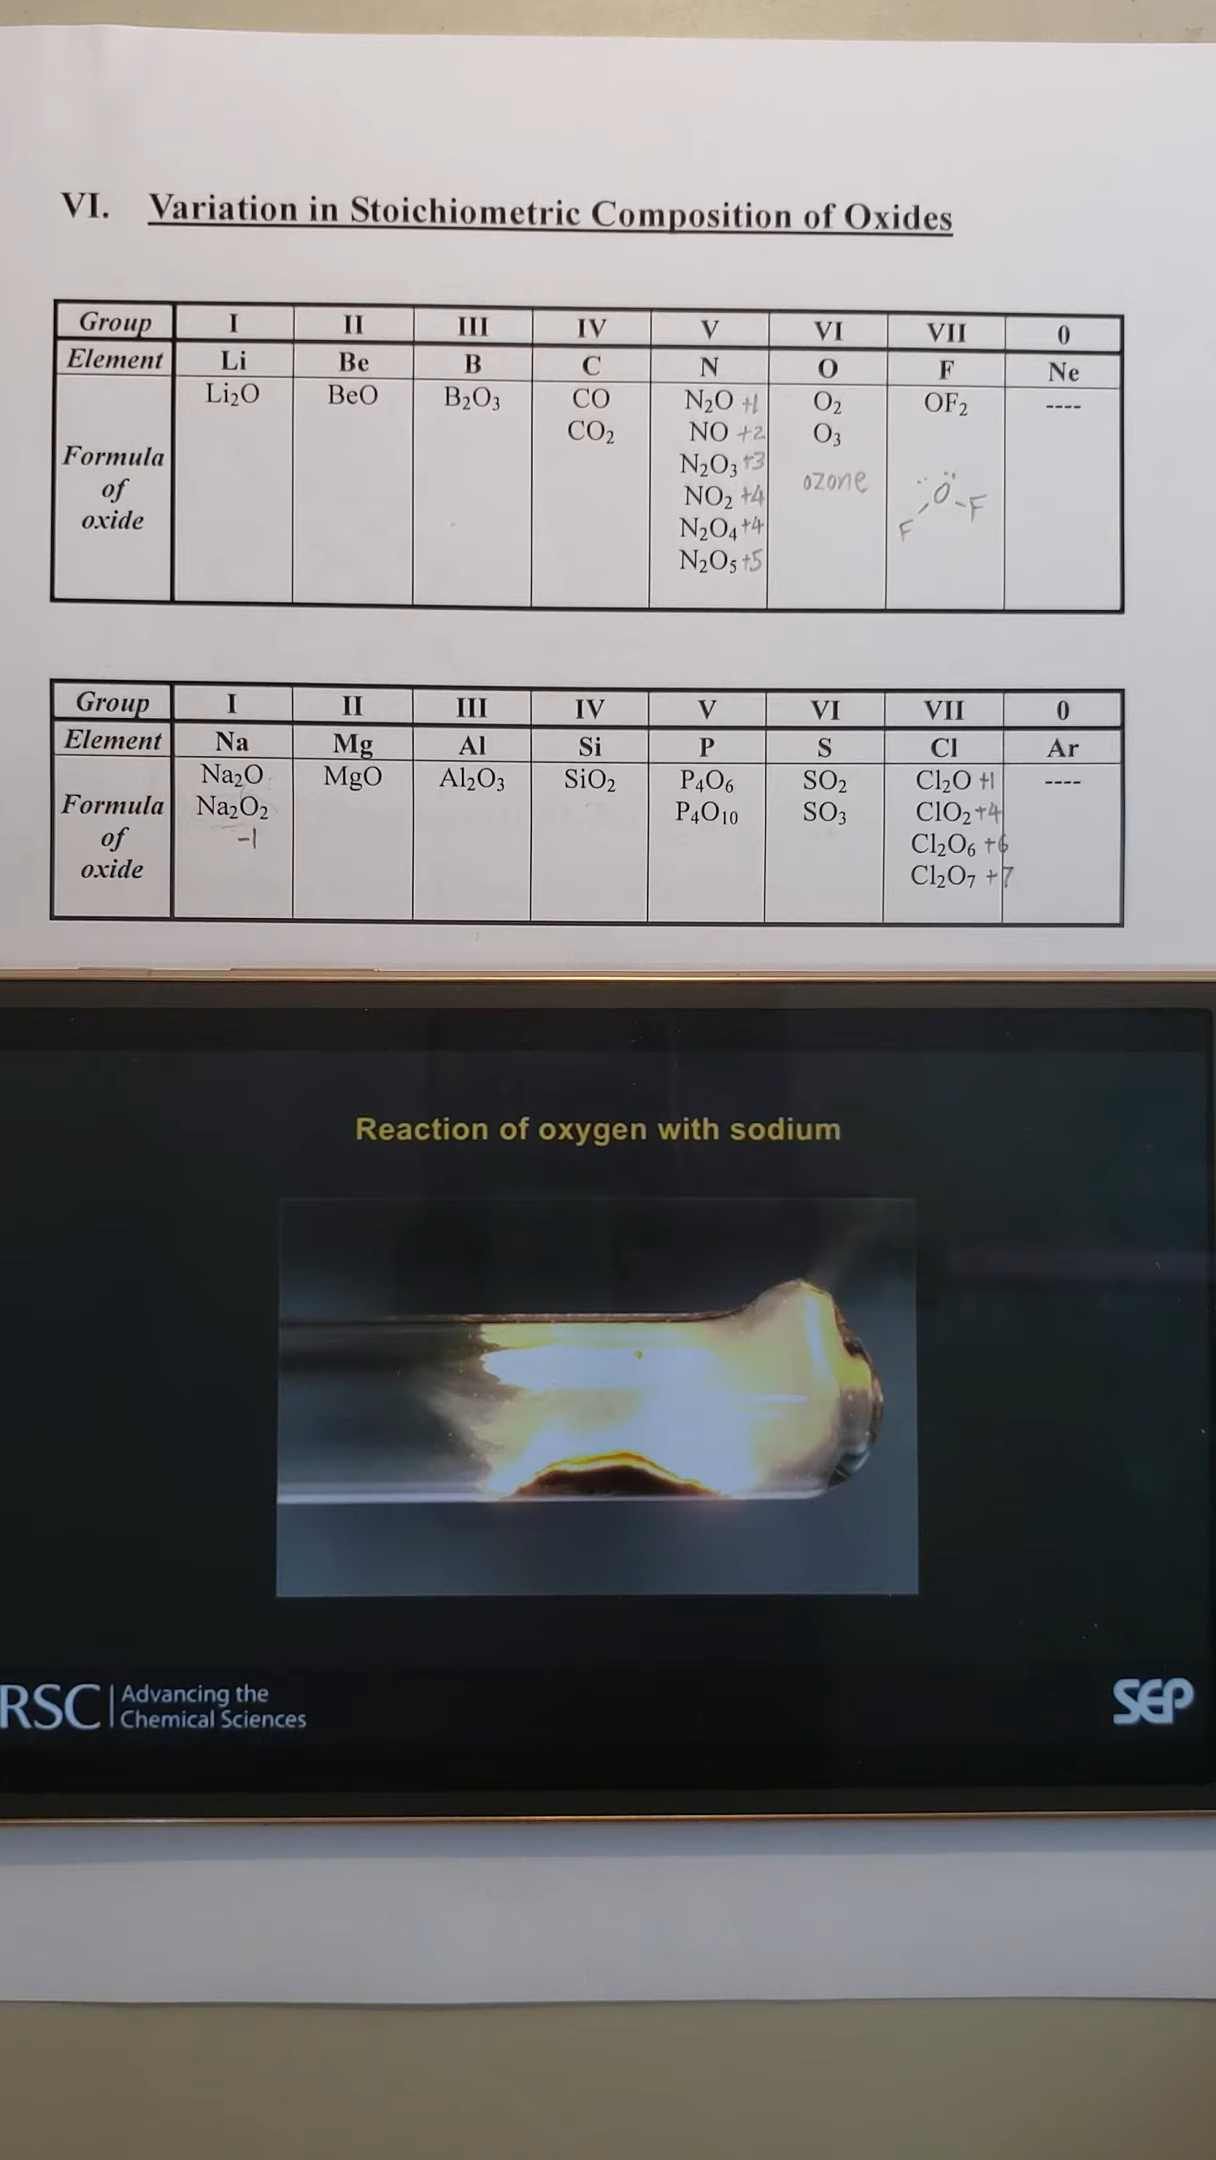 VI. Variation in Stoichiometric Composition of Oxides
Group I II III IV V VI VII 0
Element Li Be B C N O F Ne
Formula of oxide
Li₂O BeO B₂O₃ CO N₂O +1 O₂ OF₂ ----
CO₂ NO +2 O₃
N₂O₃ +3
NO₂ +4 ozone Ö
N₂O₄ +4 F F
N₂O₅ +5
Group I II III IV V VI VII 0
Element Na Mg Al Si P S Cl Ar
Formula of oxide
Na₂O MgO Al₂O₃ SiO₂ P₄O₆ SO₂ Cl₂O +1 ----
Na₂O₂ P₄O₁₀ SO₃ ClO₂ +4
-1 Cl₂O₆ +6
Cl₂O₇ +7
Reaction of oxygen with sodium
RSC Advancing the
Chemical Sciences
SEP